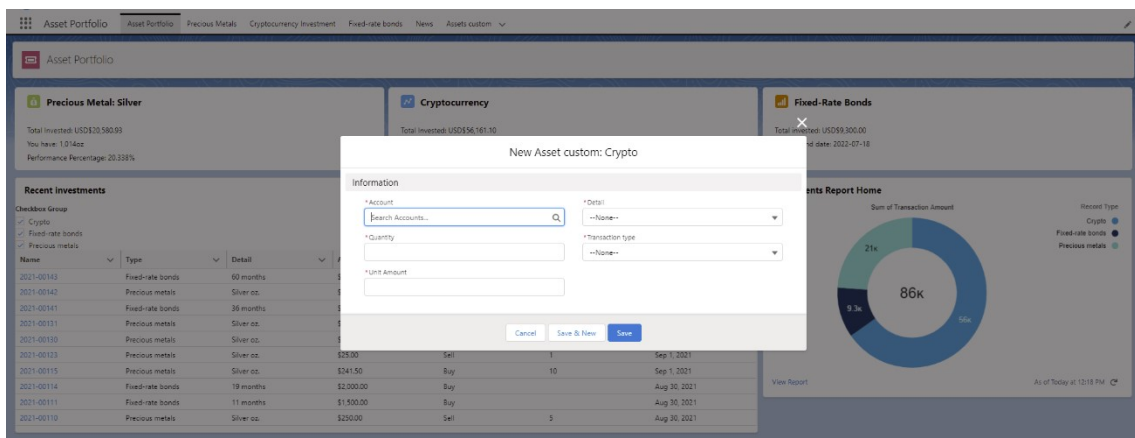 Asset Portfolio Asset Portfolio Precious Metals Cryptocurrency Investment Fixed-rate bonds News Assets custom
Asset Portfolio
Precious Metal: Silver
Total Invested: USD$20,580.93
You have: 1,014oz
Performance Percentage: 20.338%
Cryptocurrency
Total Invested: USD$56,161.10
Fixed-Rate Bonds
Total invested: USD$9,300.00
nd date: 2022-07-18
New Asset custom: Crypto
Information
*Account
Search Accounts...
*Detail
--None--
*Quantity
*Transaction type
--None--
*Unit Amount
Cancel Save & New Save
Recent investments
Checkbox Group
Crypto
Fixed-rate bonds
Precious metals
Name Type Detail
2021-00143 Fixed-rate bonds 60 months
2021-00142 Precious metals Silver oz.
2021-00141 Fixed-rate bonds 36 months
2021-00131 Precious metals Silver oz.
2021-00130 Precious metals Silver oz.
2021-00123 Precious metals Silver oz. $25.00 Sell 1 Sep 1, 2021
2021-00115 Precious metals Silver oz. $241.50 Buy 10 Sep 1, 2021
2021-00114 Fixed-rate bonds 19 months $2,000.00 Buy Aug 30, 2021
2021-00111 Fixed-rate bonds 11 months $1,500.00 Buy Aug 30, 2021
2021-00110 Precious metals Silver oz. $250.00 Sell 5 Aug 30, 2021
ents Report Home
Sum of Transaction Amount
Record Type
Crypto
Fixed-rate bonds
Precious metals
21K
86K
9.3K
56K
View Report
As of Today at 12:18 PM